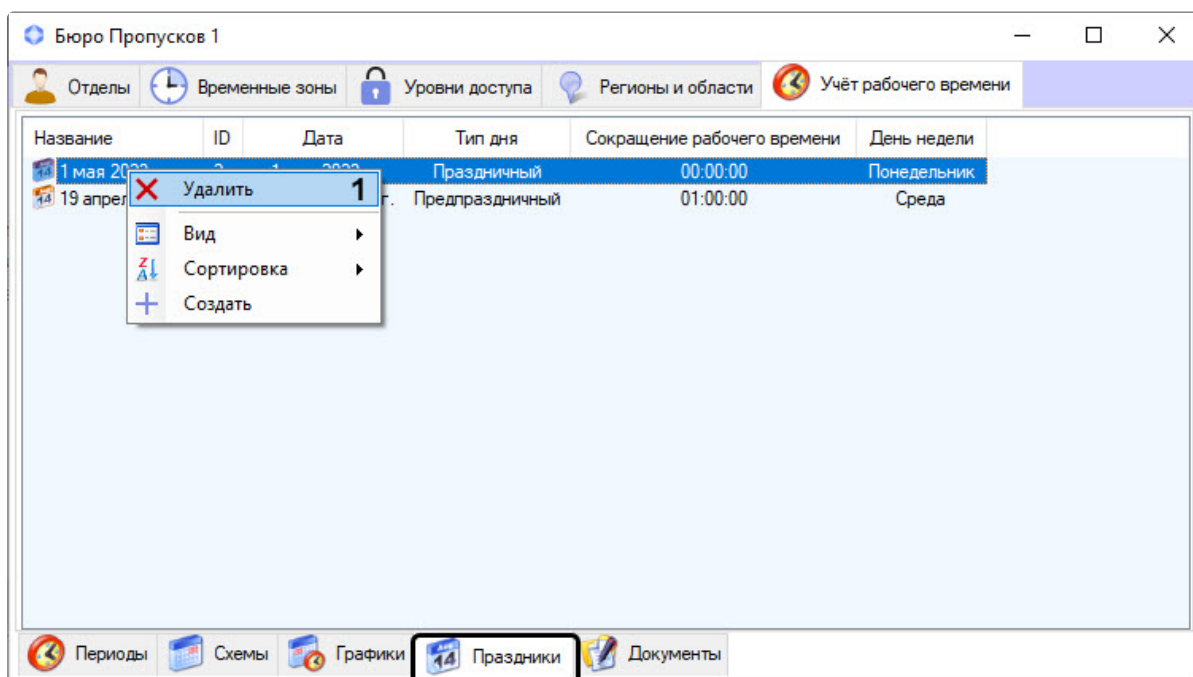 Бюро Пропусков 1
Отделы Временные зоны Уровни доступа Регионы и области Учёт рабочего времени
Название ID Дата Тип дня Сокращение рабочего времени День недели
1 мая Праздничный 00:00:00 Понедельник
19 г. Предпраздничный 01:00:00 Среда
Удалить 1
Вид
Сортировка
Создать
Периоды Схемы Графики Праздники Документы